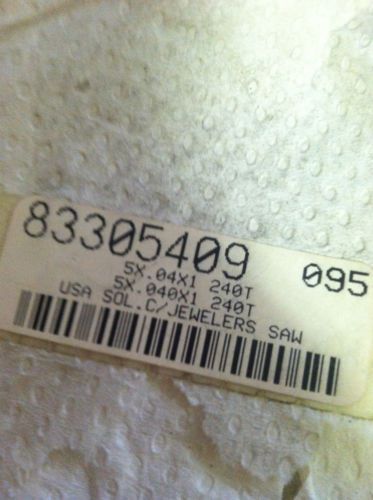 83305409 095
5X.04X1 240T
5X.040X1 240T
USA SOL.C/JEWELERS SAW